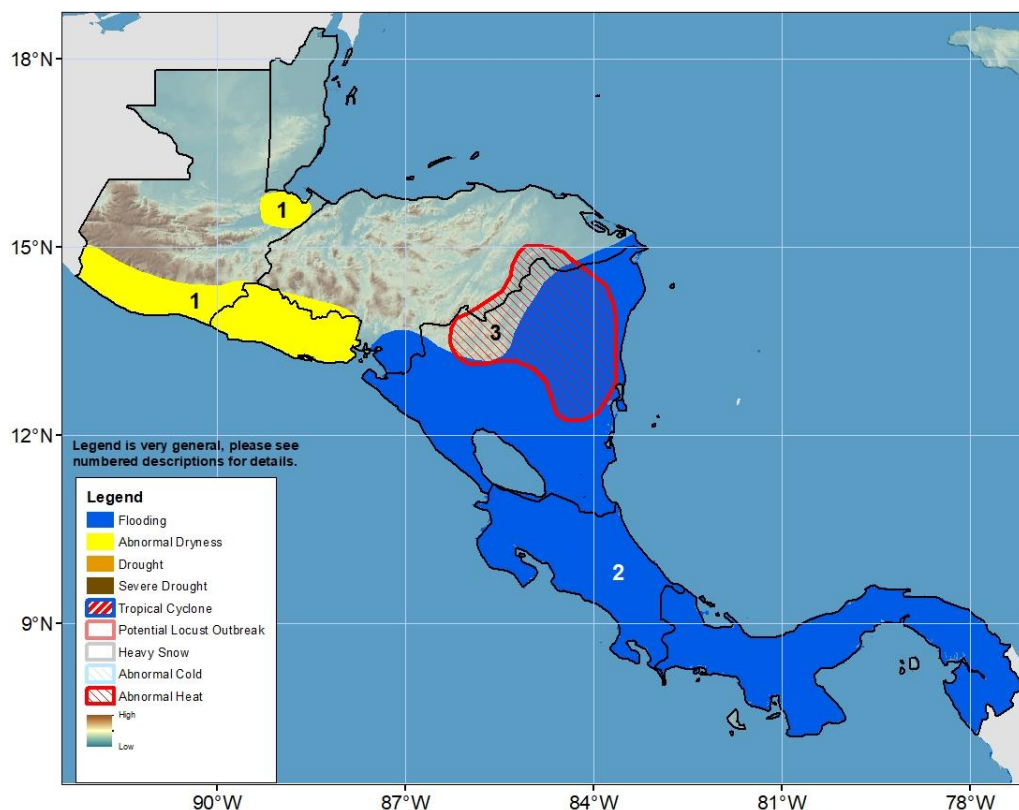 18°N
1
15°N
1
3
12°N
Legend is very general, please see
numbered descriptions for details.
Legend
Flooding
Abnormal Dryness
Drought
Severe Drought
Tropical Cyclone
Potential Locust Outbreak
Heavy Snow
Abnormal Cold
Abnormal Heat
High
Low
2
9°N
90°W
87°W
84°W
81°W
78°W